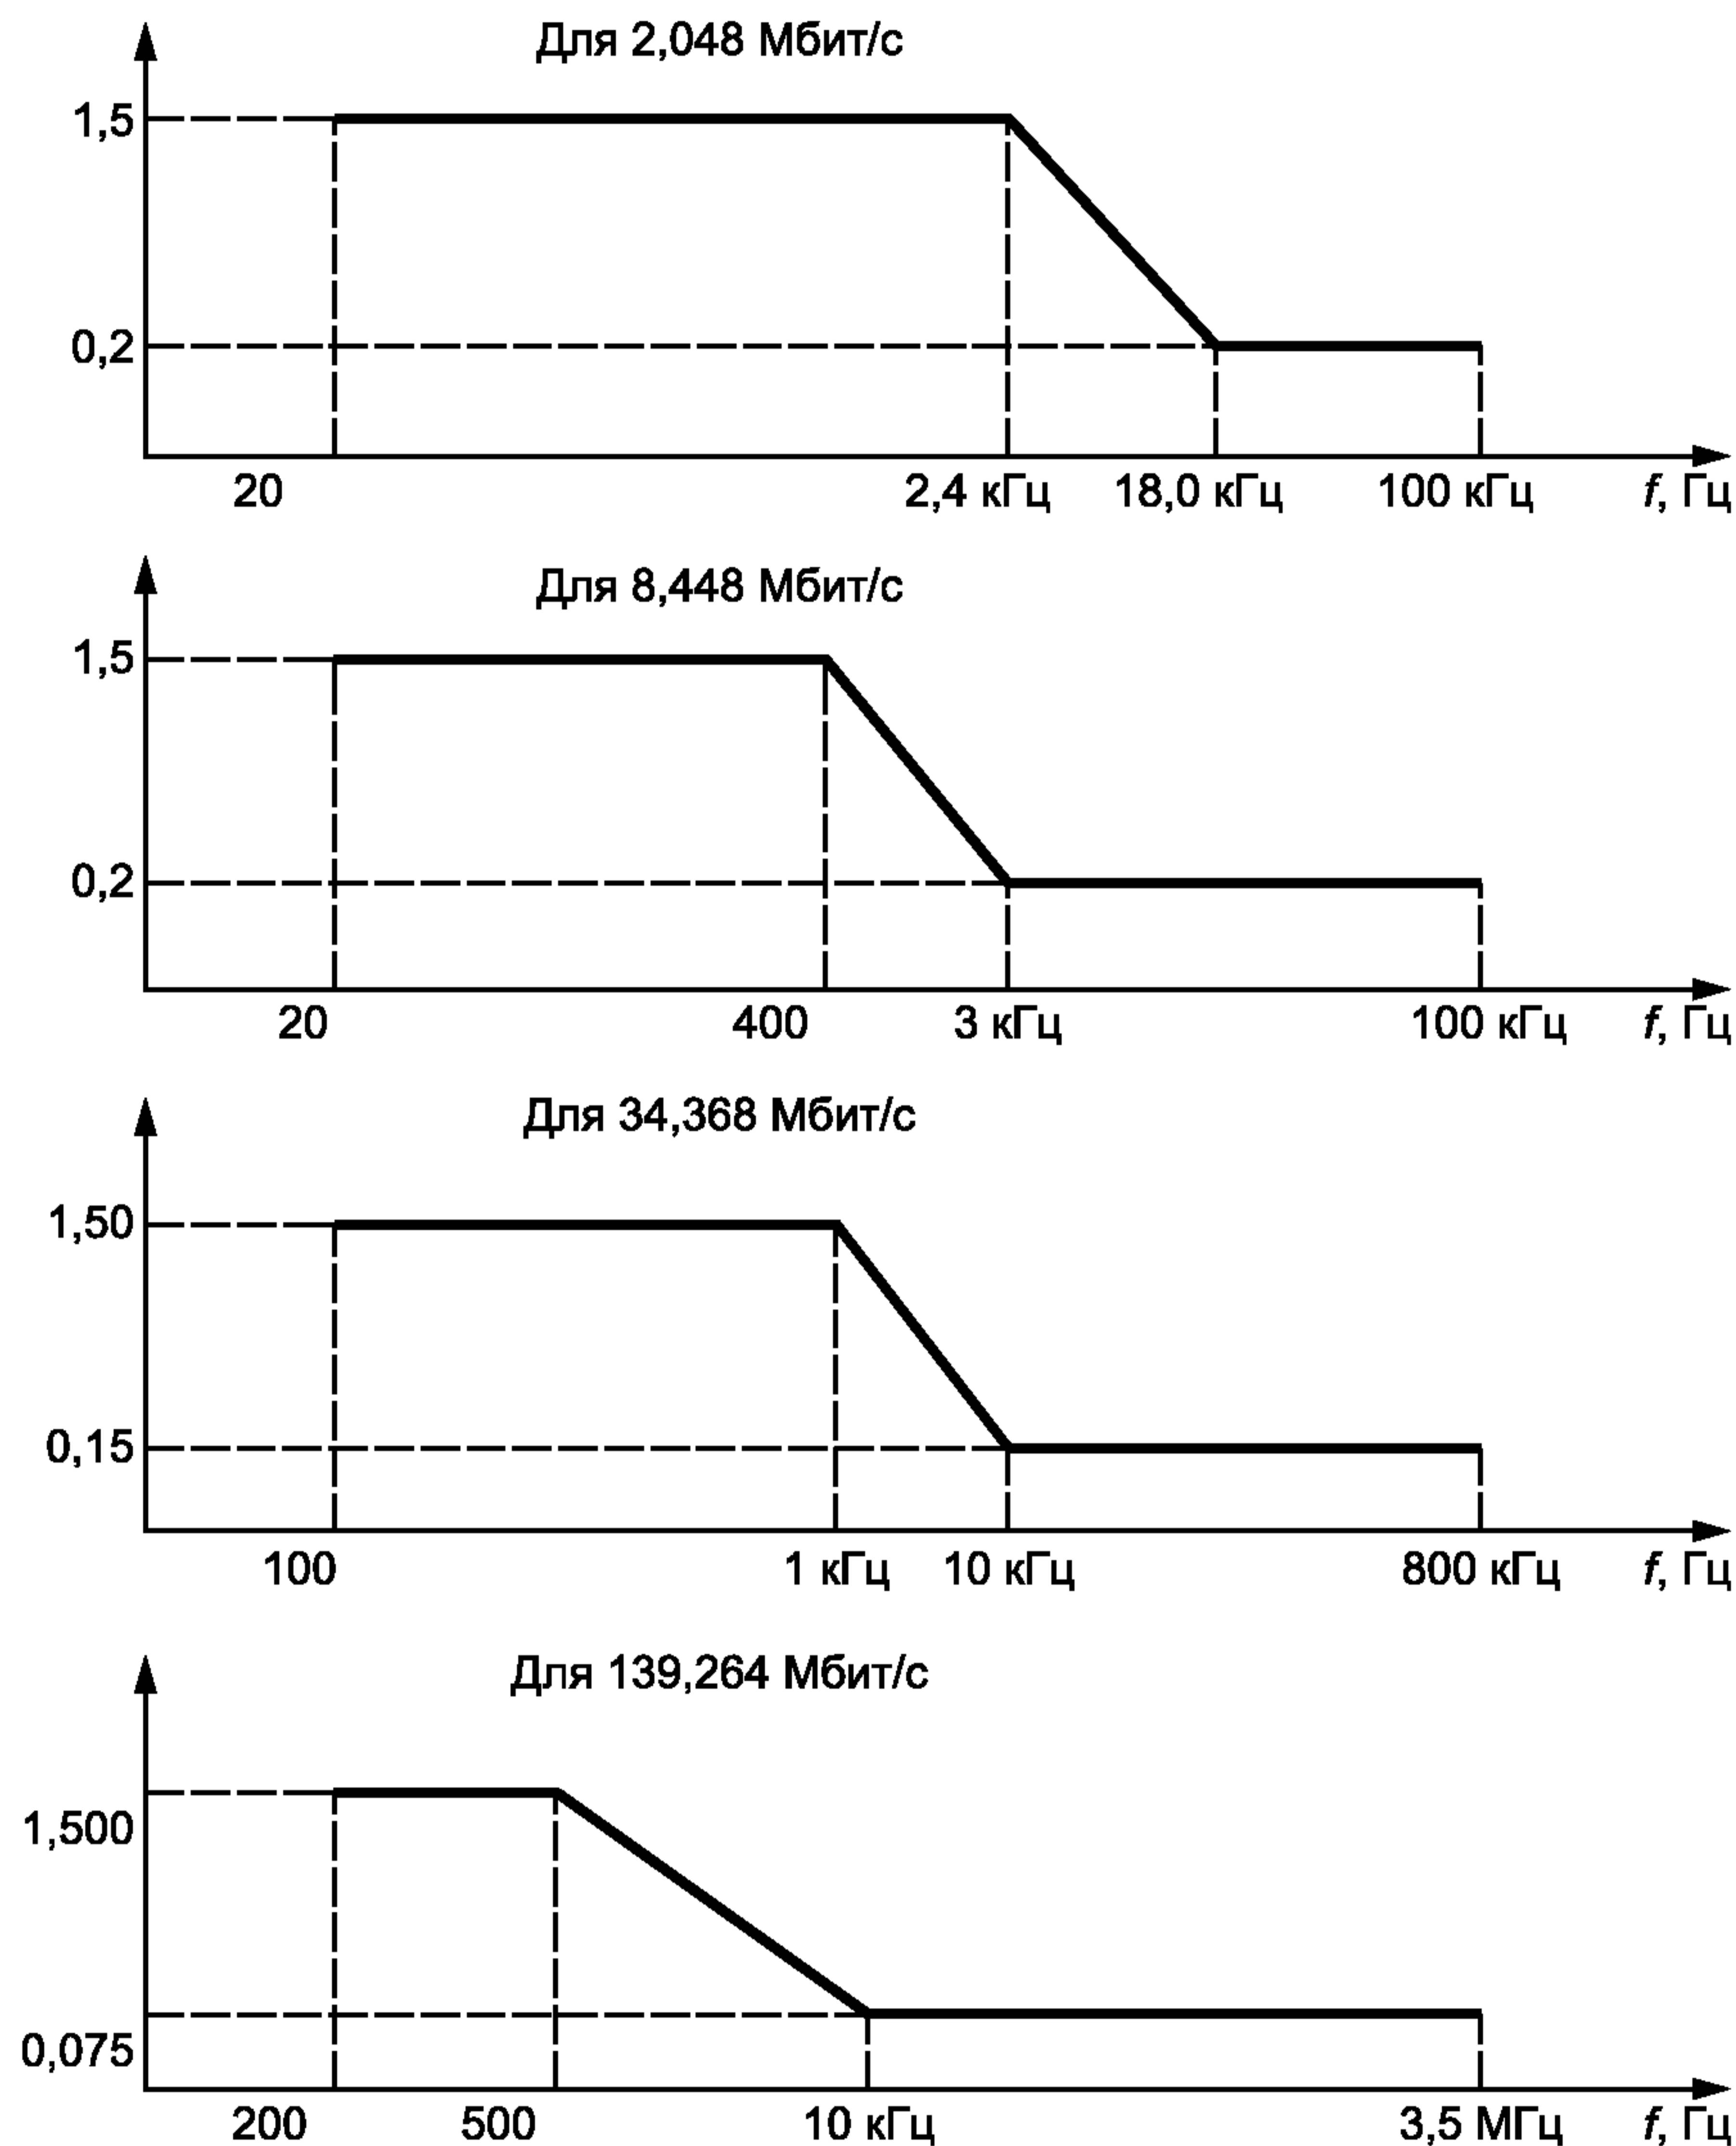 Для 2,048 Мбит/с
1,5
0,2
20 2,4 кГц 18,0 кГц 100 кГц f, Гц
Для 8,448 Мбит/с
1,5
0,2
20 400 3 кГц 100 кГц f, Гц
Для 34,368 Мбит/с
1,50
0,15
100 1 кГц 10 кГц 800 кГц f, Гц
Для 139,264 Мбит/с
1,500
0,075
200 500 10 кГц 3,5 МГц f, Гц